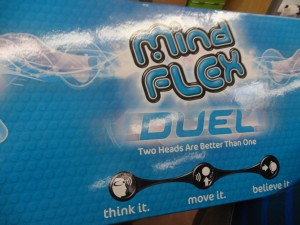 Mind
FLEX
DUEL
Two Heads Are Better Than One
think it.
move it.
believe it